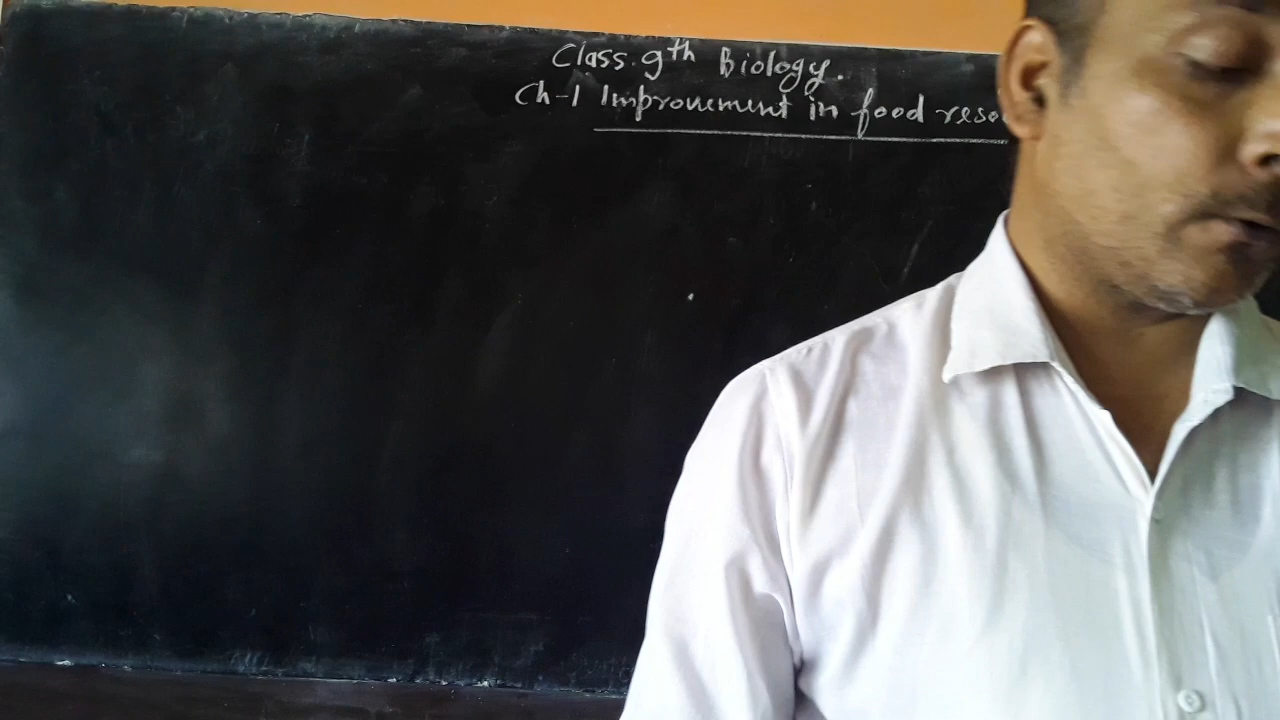 Class. 9th Biology.
Ch-1 Improvement in food